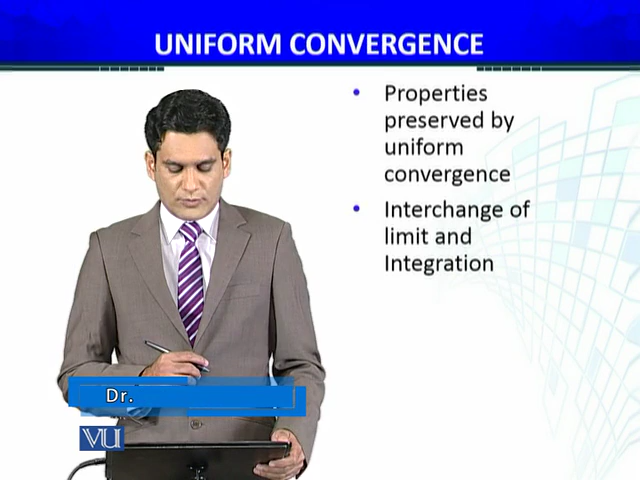 UNIFORM CONVERGENCE
• Properties
preserved by
uniform
convergence
• Interchange of
limit and
Integration
Dr.
VU